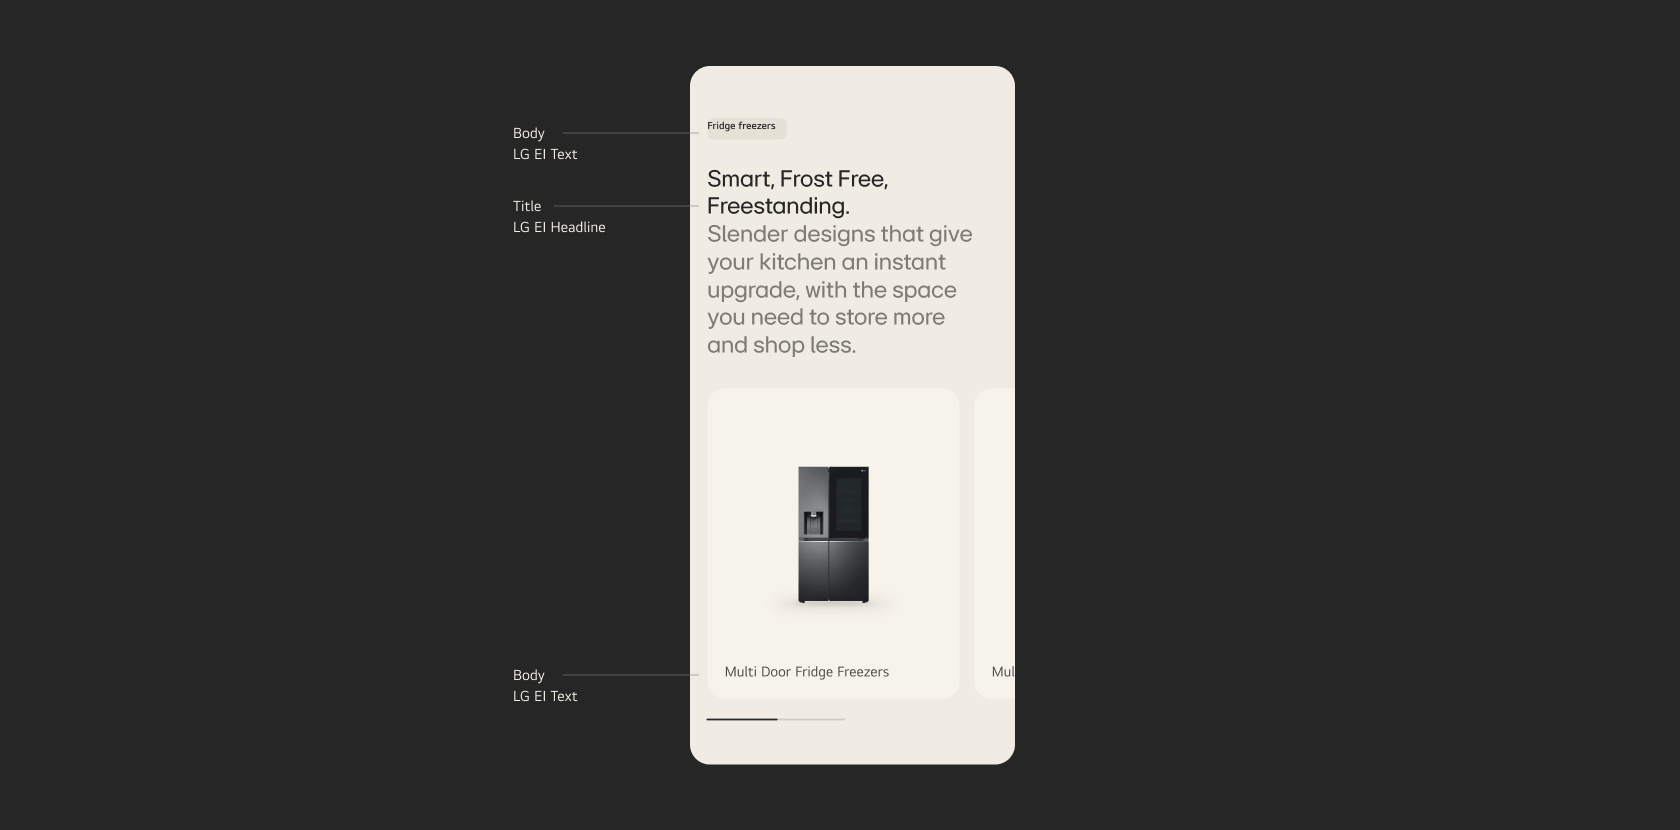 Body
LG EI Text
Fridge freezers
Title
LG EI Headline
Smart, Frost Free,
Freestanding.
Slender designs that give
your kitchen an instant
upgrade, with the space
you need to store more
and shop less.
Multi Door Fridge Freezers
Mul
Body
LG EI Text